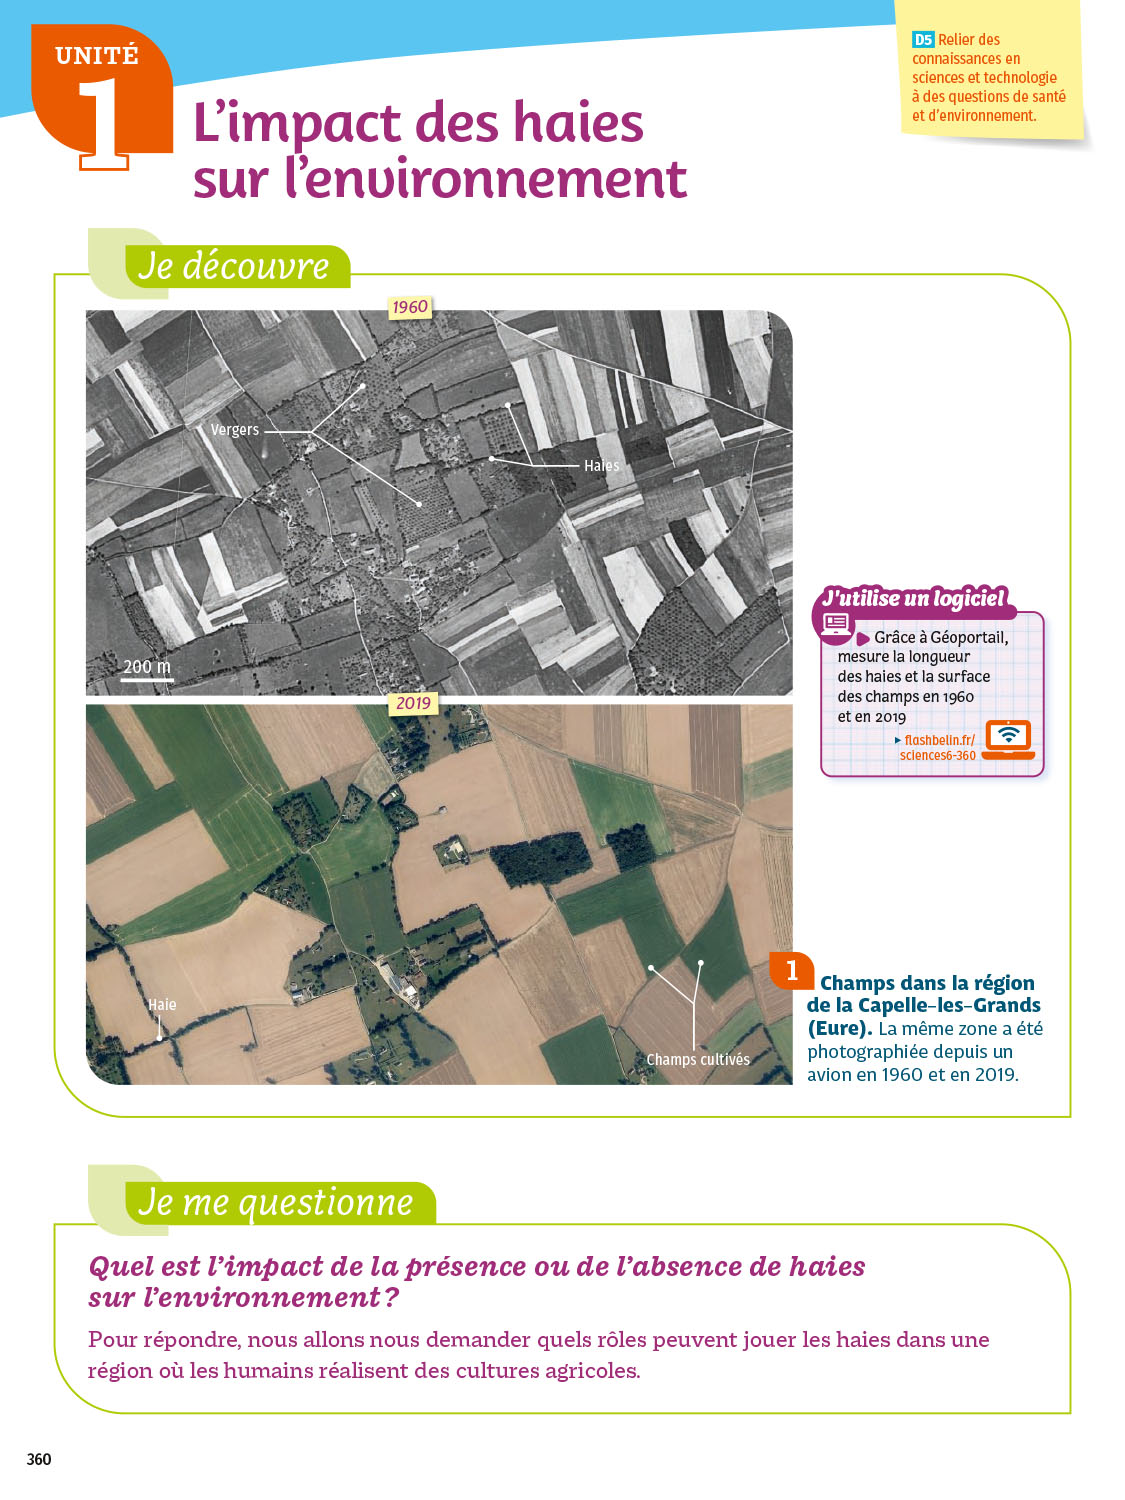 UNITÉ
1
D5 Relier des
connaissances en
sciences et technologie
à des questions de santé
et d'environnement.
L'impact des haies
sur l'environnement
Je découvre
1960
Vergers
Haies
200 m
2019
Haie
Champs cultivés
J'utilise un logiciel
Grâce à Géoportail,
mesure la longueur
des haies et la surface
des champs en 1960
et en 2019
flashbelin.fr/
sciences6-360
1
Champs dans la région
de la Capelle-les-Grands
(Eure). La même zone a été
photographiée depuis un
avion en 1960 et en 2019.
Je me questionne
Quel est l'impact de la présence ou de l'absence de haies
sur l'environnement ?
Pour répondre, nous allons nous demander quels rôles peuvent jouer les haies dans une
région où les humains réalisent des cultures agricoles.
360